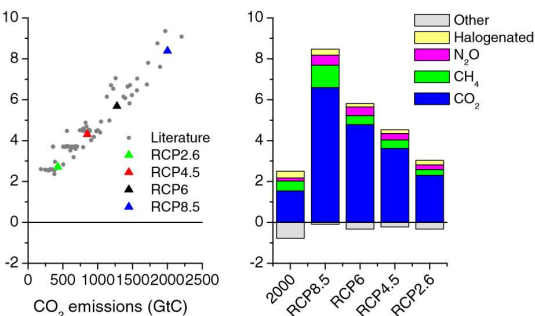 10
8
6
4
2
0
-2
0 500 1000 1500 2000 2500
CO2 emissions (GtC)
Literature
RCP2.6
RCP4.5
RCP6
RCP8.5
10
8
6
4
2
0
-2
2000
RCP8.5
RCP6
RCP4.5
RCP2.6
Other
Halogenated
N2O
CH4
CO2